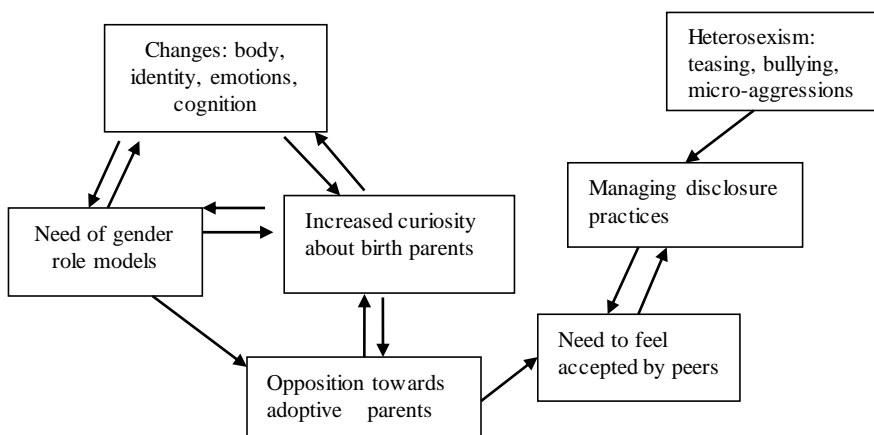 Changes: body,
identity, emotions,
cognition
Heterosexism:
teasing, bullying,
micro-aggressions
Managing disclosure
practices
Need of gender
role models
Increased curiosity
about birth parents
Need to feel
accepted by peers
Opposition towards
adoptive parents